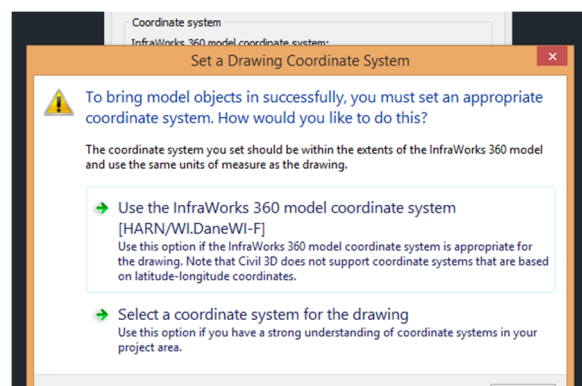 Coordinate system
InfraWorks 360 model coordinate system:
Set a Drawing Coordinate System
To bring model objects in successfully, you must set an appropriate
coordinate system. How would you like to do this?
The coordinate system you set should be within the extents of the InfraWorks 360 model
and use the same units of measure as the drawing.
Use the InfraWorks 360 model coordinate system
[HARN/WI.DaneWI-F]
Use this option if the InfraWorks 360 model coordinate system is appropriate for
the drawing. Note that Civil 3D does not support coordinate systems that are based
on latitude-longitude coordinates.
Select a coordinate system for the drawing
Use this option if you have a strong understanding of coordinate systems in your
project area.